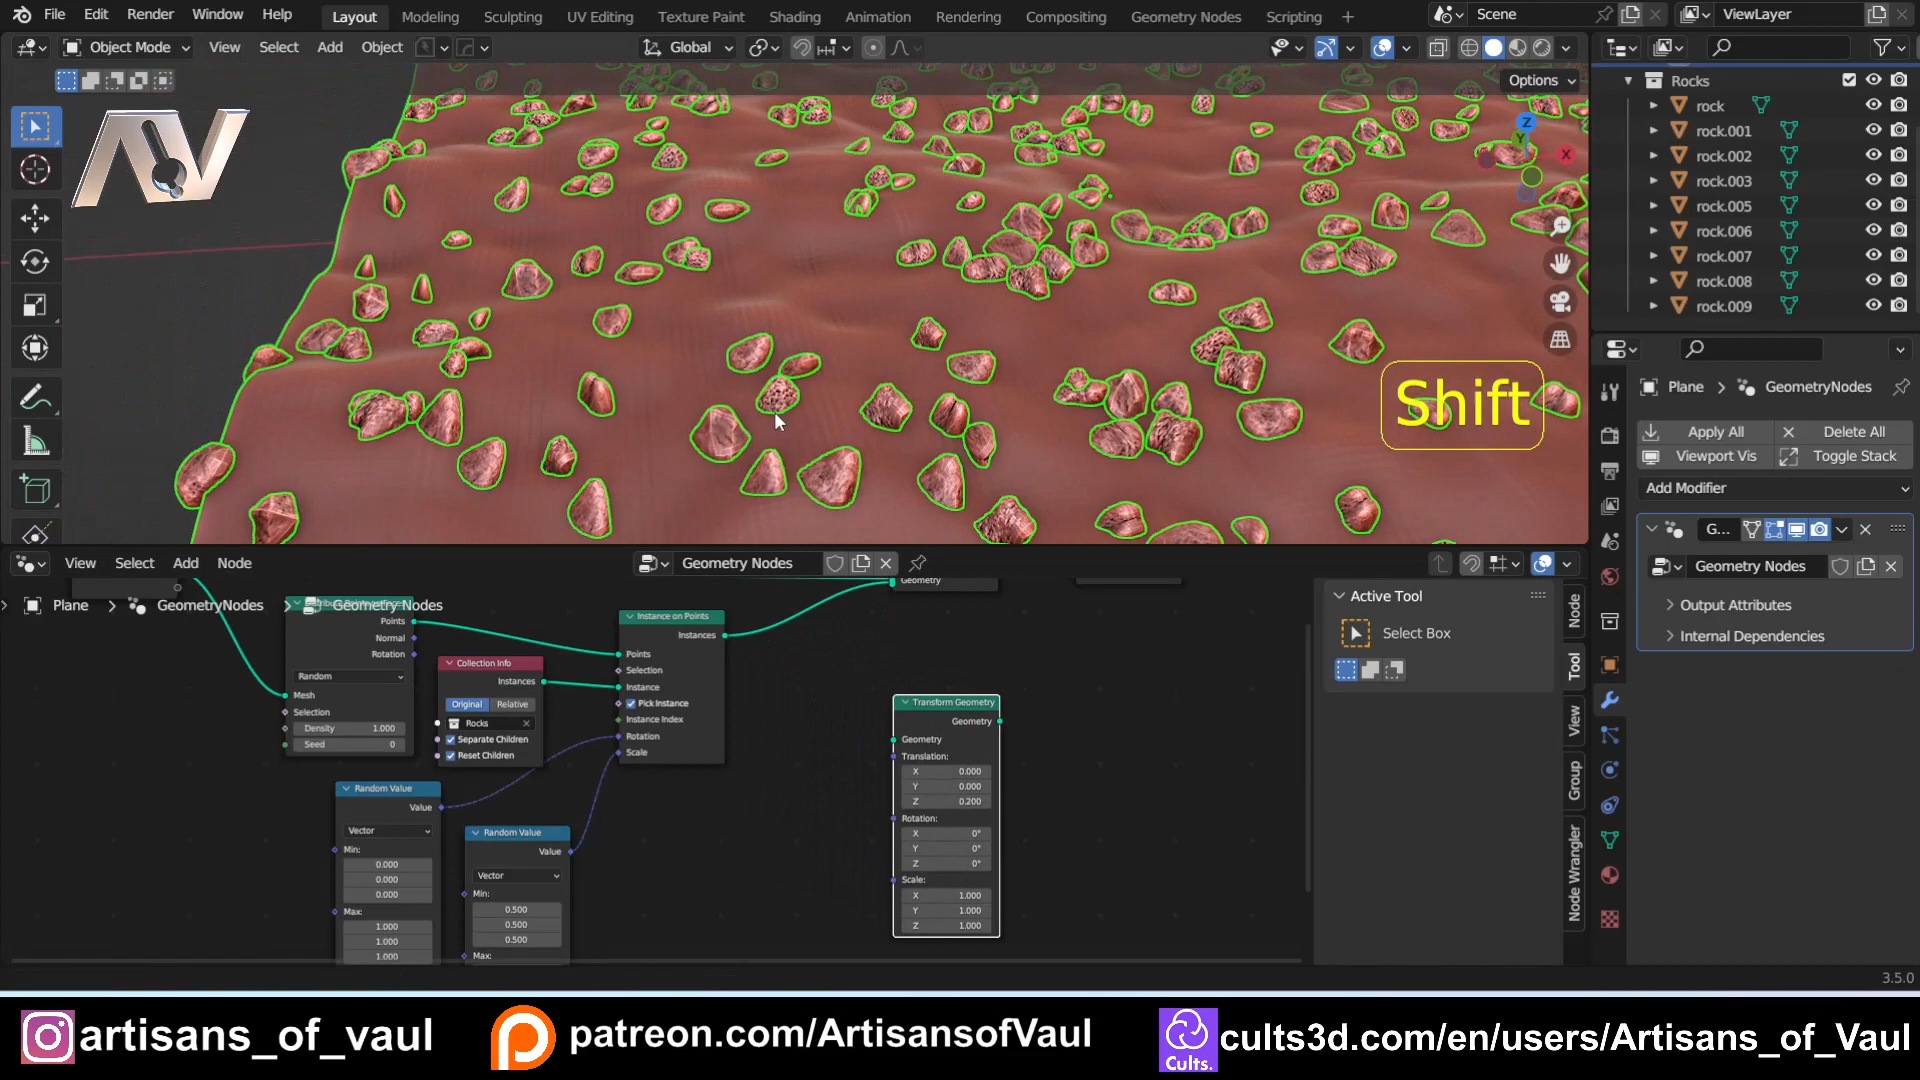 File Edit Render Window Help Layout Modeling Sculpting UV Editing Texture Paint Shading Animation Rendering Compositing Geometry Nodes Scripting + Scene ViewLayer
Object Mode View Select Add Object Global
Options
Rocks
rock
rock.001
rock.002
rock.003
rock.005
rock.006
rock.007
rock.008
rock.009
Z
Y
X
AV
Shift
Plane > GeometryNodes
Apply All Delete All
Viewport Vis Toggle Stack
Add Modifier
G...
Geometry Nodes
Output Attributes
Internal Dependencies
View Select Add Node Geometry Nodes
Plane > GeometryNodes > Geometry Nodes
Geometry
Points
Normal
Rotation
Random
Mesh
Selection
Density 1.000
Seed 0
Collection Info
Instances
Original Relative
Rocks
Separate Children
Reset Children
Instance on Points
Instances
Points
Selection
Instance
Pick Instance
Instance Index
Rotation
Scale
Random Value
Value
Vector
Min:
0.000
0.000
0.000
Max:
1.000
1.000
1.000
Random Value
Value
Vector
Min:
0.500
0.500
0.500
Max:
Transform Geometry
Geometry
Geometry
Translation:
X 0.000
Y 0.000
Z 0.200
Rotation:
X 0°
Y 0°
Z 0°
Scale:
X 1.000
Y 1.000
Z 1.000
Active Tool
Select Box
Node
Tool
View
Group
Node Wrangler
3.5.0
artisans_of_vaul patreon.com/ArtisansofVaul Cults. cults3d.com/en/users/Artisans_of_Vaul